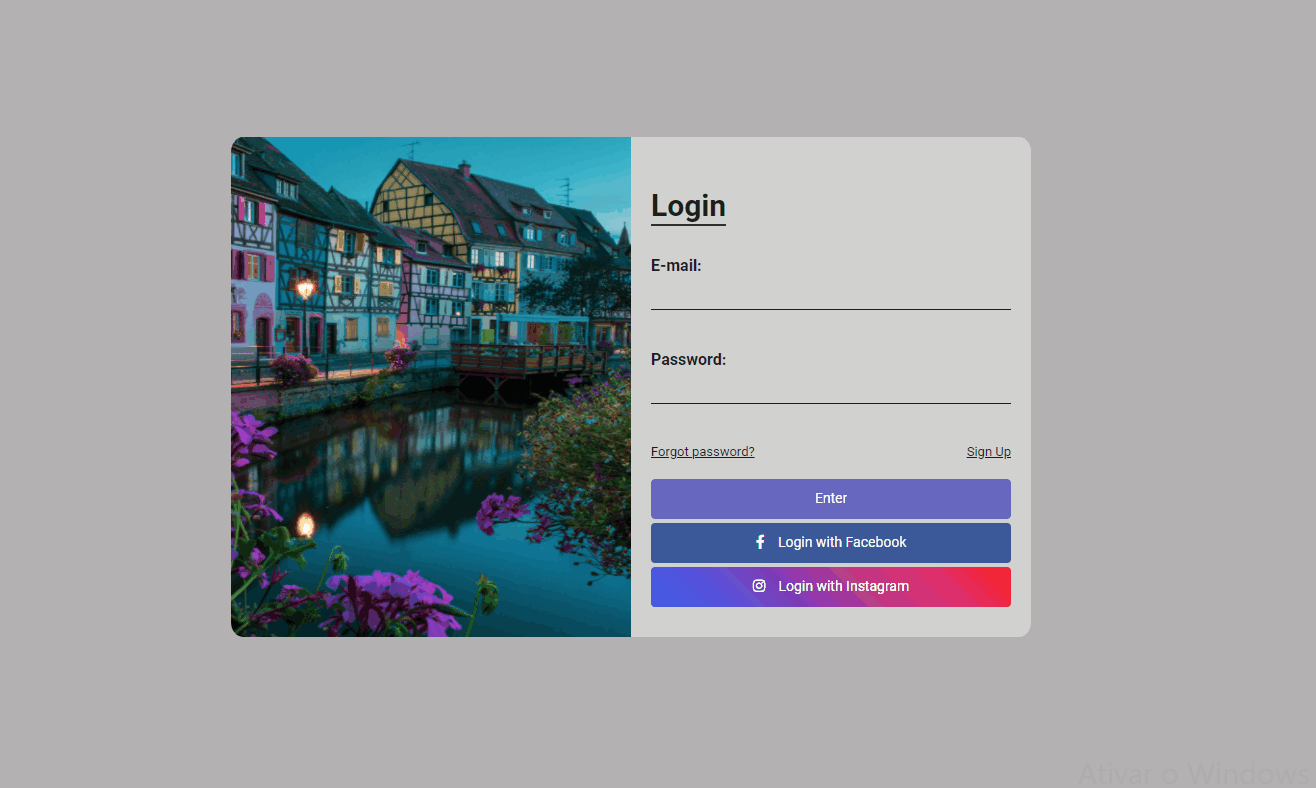 Login
E-mail:
Password:
Forgot password? Sign Up
Enter
Login with Facebook
Login with Instagram
Ativar o Windows